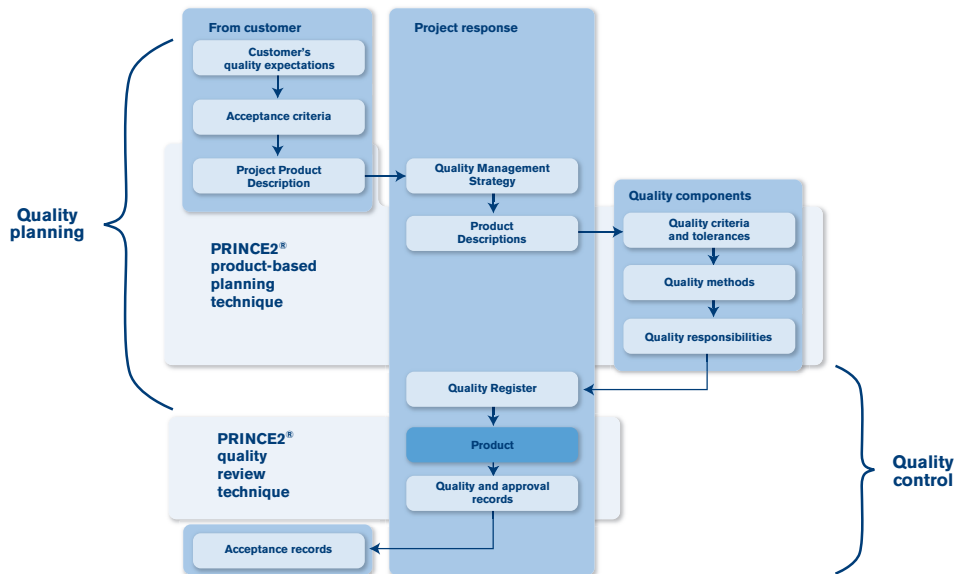 From customer
Project response
Customer's
quality expectations
Acceptance criteria
Project Product
Description
Quality Management
Strategy
Product
Descriptions
Quality components
Quality criteria
and tolerances
Quality methods
Quality responsibilities
Quality
planning
PRINCE2®
product-based
planning
technique
Quality Register
Product
Quality and approval
records
PRINCE2®
quality
review
technique
Quality
control
Acceptance records